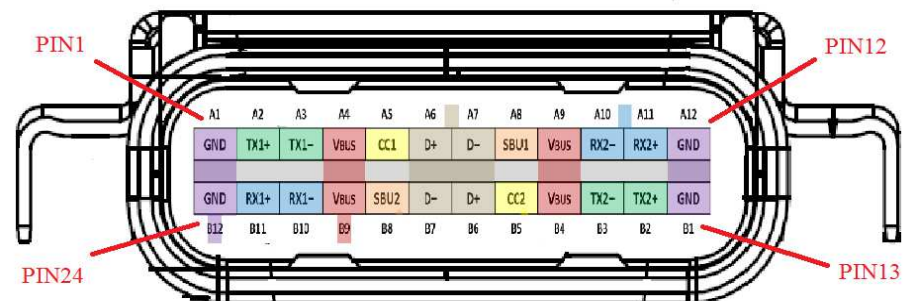 PIN1 PIN12
A1 A2 A3 A4 A5 A6 A7 A8 A9 A10 A11 A12
GND TX1+ TX1− VBUS CC1 D+ D− SBU1 VBUS RX2− RX2+ GND
GND RX1+ RX1− VBUS SBU2 D− D+ CC2 VBUS TX2− TX2+ GND
B12 B11 B10 B9 B8 B7 B6 B5 B4 B3 B2 B1
PIN24 PIN13